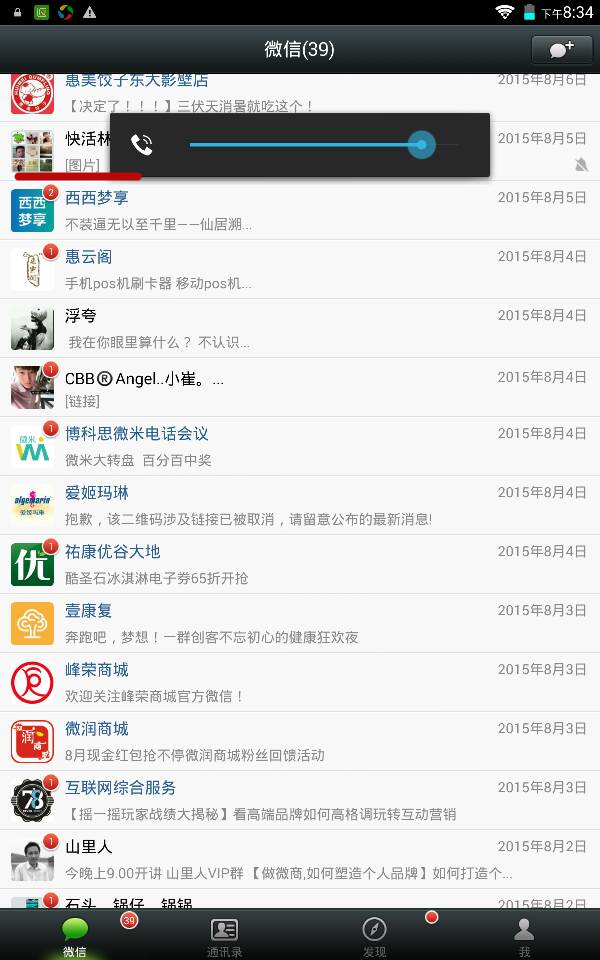 下午8:34
微信(39)
惠美饺子东大影壁店
2015年8月6日
【决定了！！！】三伏天消暑就吃这个！
快活林
2015年8月5日
[图片]
西西梦享
2
西西梦享
2015年8月5日
不装逼无以至千里——仙居溯...
1
惠云阁
2015年8月4日
手机pos机刷卡器 移动pos机...
浮夸
2015年8月4日
我在你眼里算什么？ 不认识...
1
CBB®Angel..小崔。...
2015年8月4日
[链接]
微米
1
博科思微米电话会议
2015年8月4日
微米大转盘 百分百中奖
algemarin
爱姬玛琳
爱姬玛琳
2015年8月4日
抱歉，该二维码涉及链接已被取消，请留意公布的最新消息!
优
1
祐康优谷大地
2015年8月4日
酷圣石冰淇淋电子券65折开抢
壹康复
2015年8月3日
奔跑吧，梦想！一群创客不忘初心的健康狂欢夜
峰荣商城
2015年8月3日
欢迎关注峰荣商城官方微信！
微润商城
2015年8月3日
8月现金红包抢不停微润商城粉丝回馈活动
78
1
互联网综合服务
2015年8月3日
【摇一摇玩家战绩大揭秘】看高端品牌如何高格调玩转互动营销
1
山里人
2015年8月2日
今晚上9.00开讲 山里人VIP群 【做微商,如何塑造个人品牌】如何打造个...
1
石头、锅仔、锅锅
2015年8月2日
39
微信
通讯录
发现
我